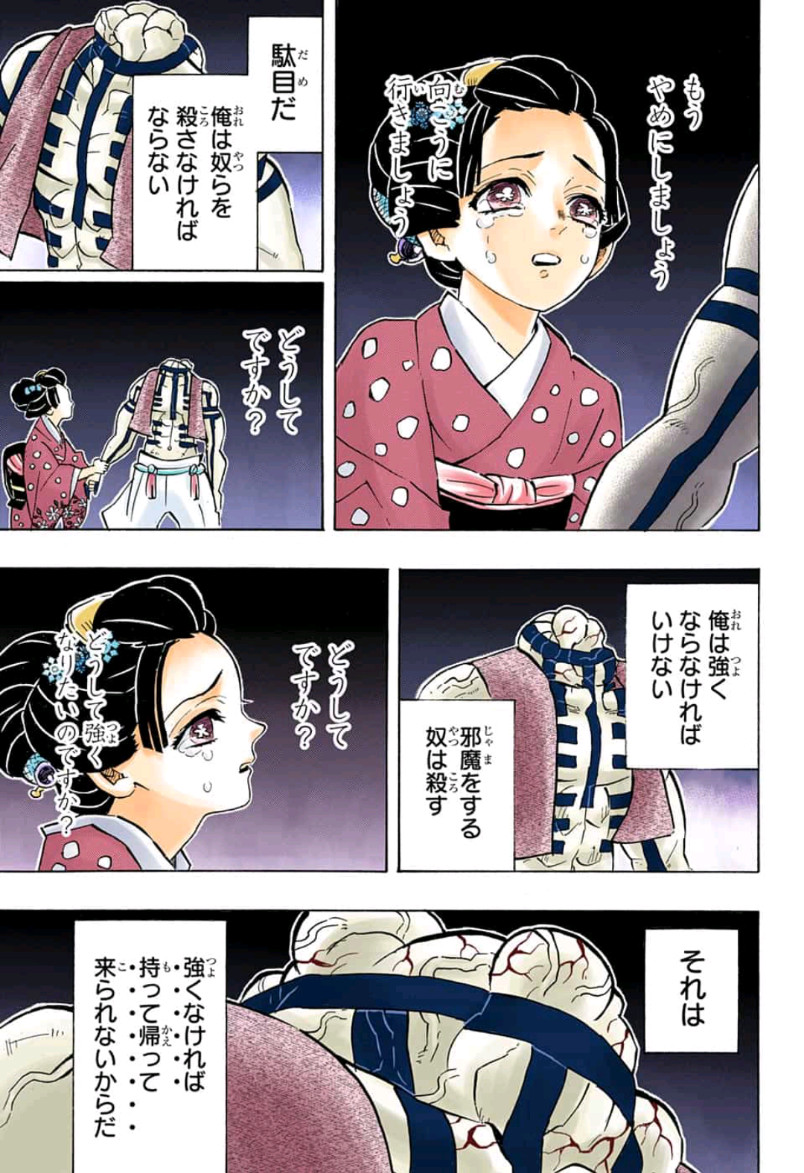 もう
やめにしましょう
向こうに
行きましょう
駄目だ
俺は奴らを
殺さなければ
ならない
どうして
ですか?
俺は強く
ならなければ
いけない
邪魔をする
奴は殺す
どうして
ですか?
どうして強く
なりたいのですか?
それは
強くなければ
持って帰って
来られないからだ